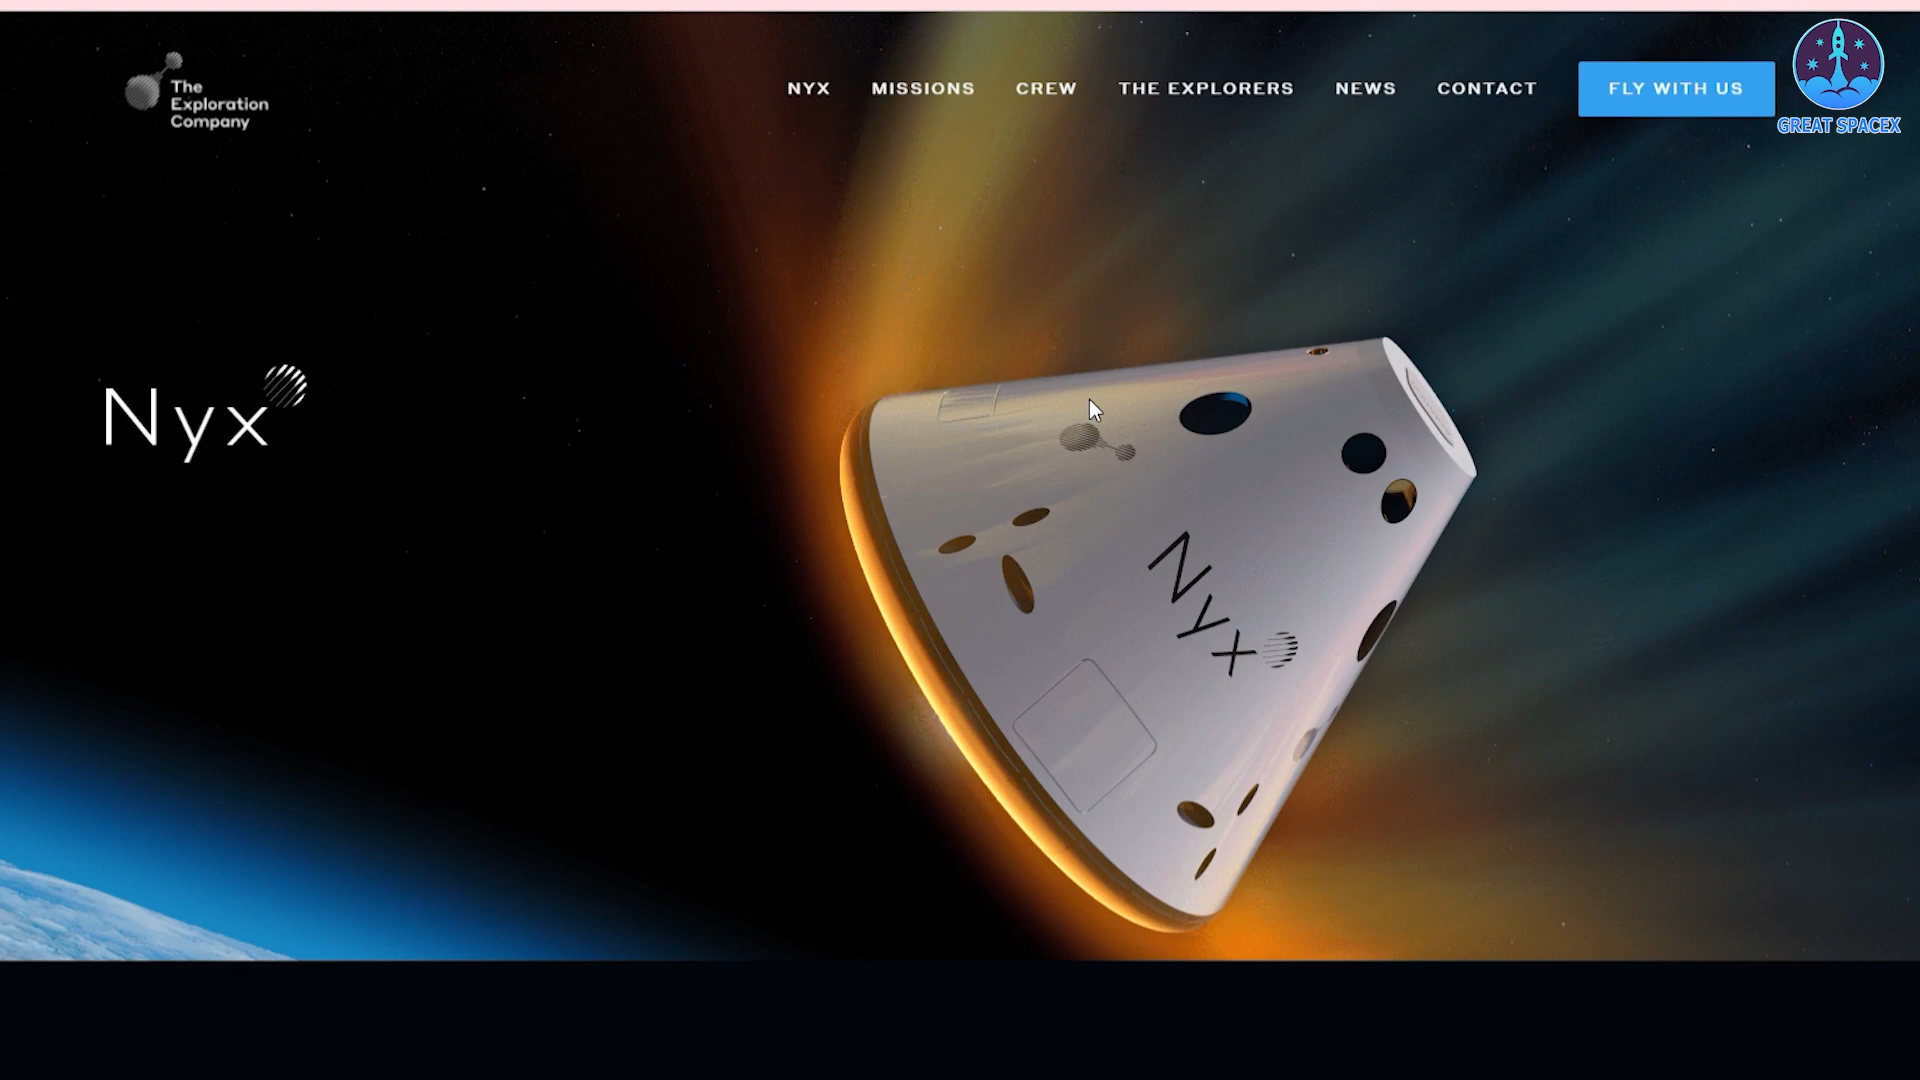 The
Exploration
Company
NYX MISSIONS CREW THE EXPLORERS NEWS CONTACT FLY WITH US
GREAT SPACEX
Nyx
Nyx